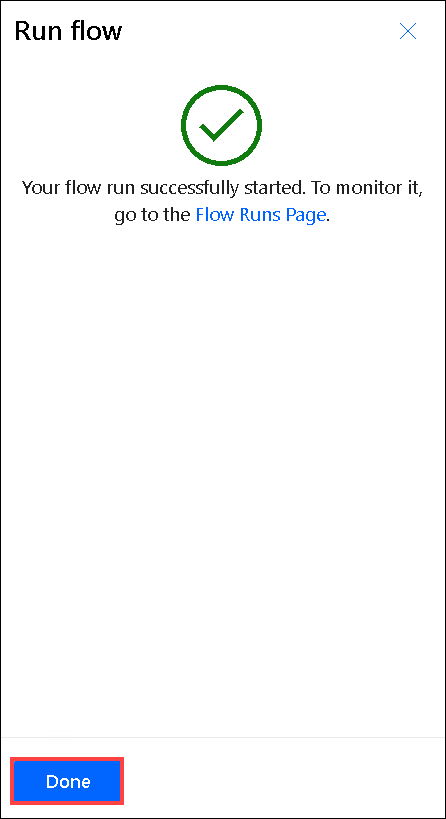 Run flow
Your flow run successfully started. To monitor it,
go to the Flow Runs Page.
Done